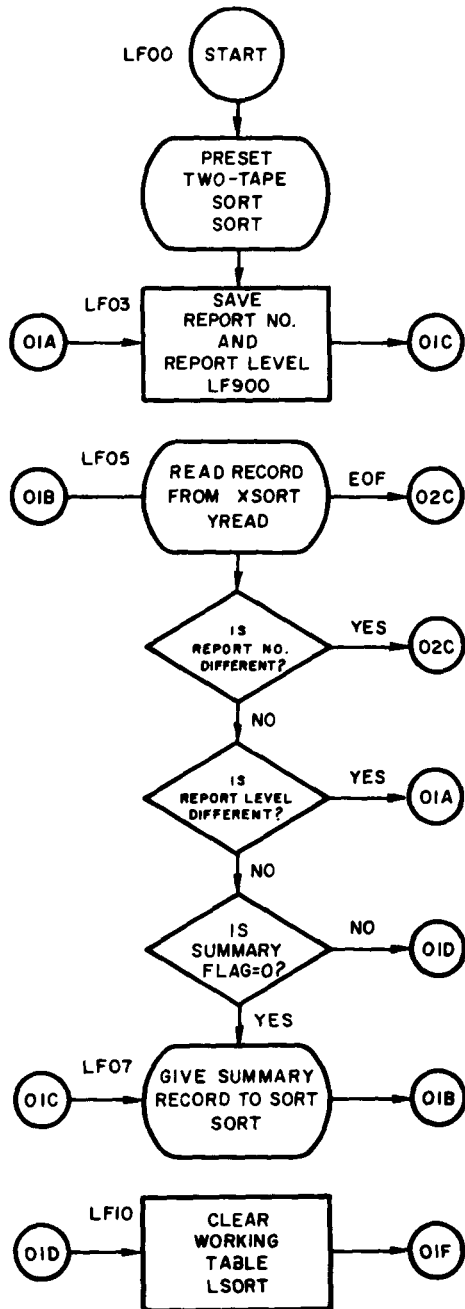 LF00
START
PRESET
TWO-TAPE
SORT
SORT
LF03
01A
SAVE
REPORT NO.
AND
REPORT LEVEL
LF900
01C
LF05
01B
READ RECORD
FROM XSORT
YREAD
EOF
02C
IS
REPORT NO.
DIFFERENT?
YES
02C
NO
IS
REPORT LEVEL
DIFFERENT?
YES
01A
NO
IS
SUMMARY
FLAG=0?
NO
01D
YES
LF07
01C
GIVE SUMMARY
RECORD TO SORT
SORT
01B
LF10
01D
CLEAR
WORKING
TABLE
LSORT
01F